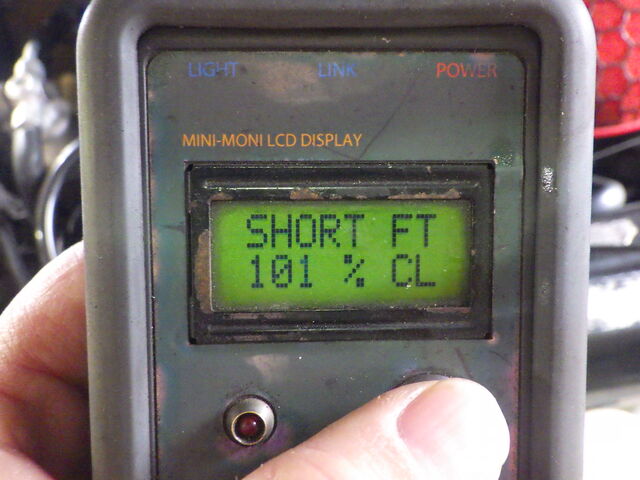 LIGHT LINK POWER
MINI-MONI LCD DISPLAY
SHORT FT
101 % CL